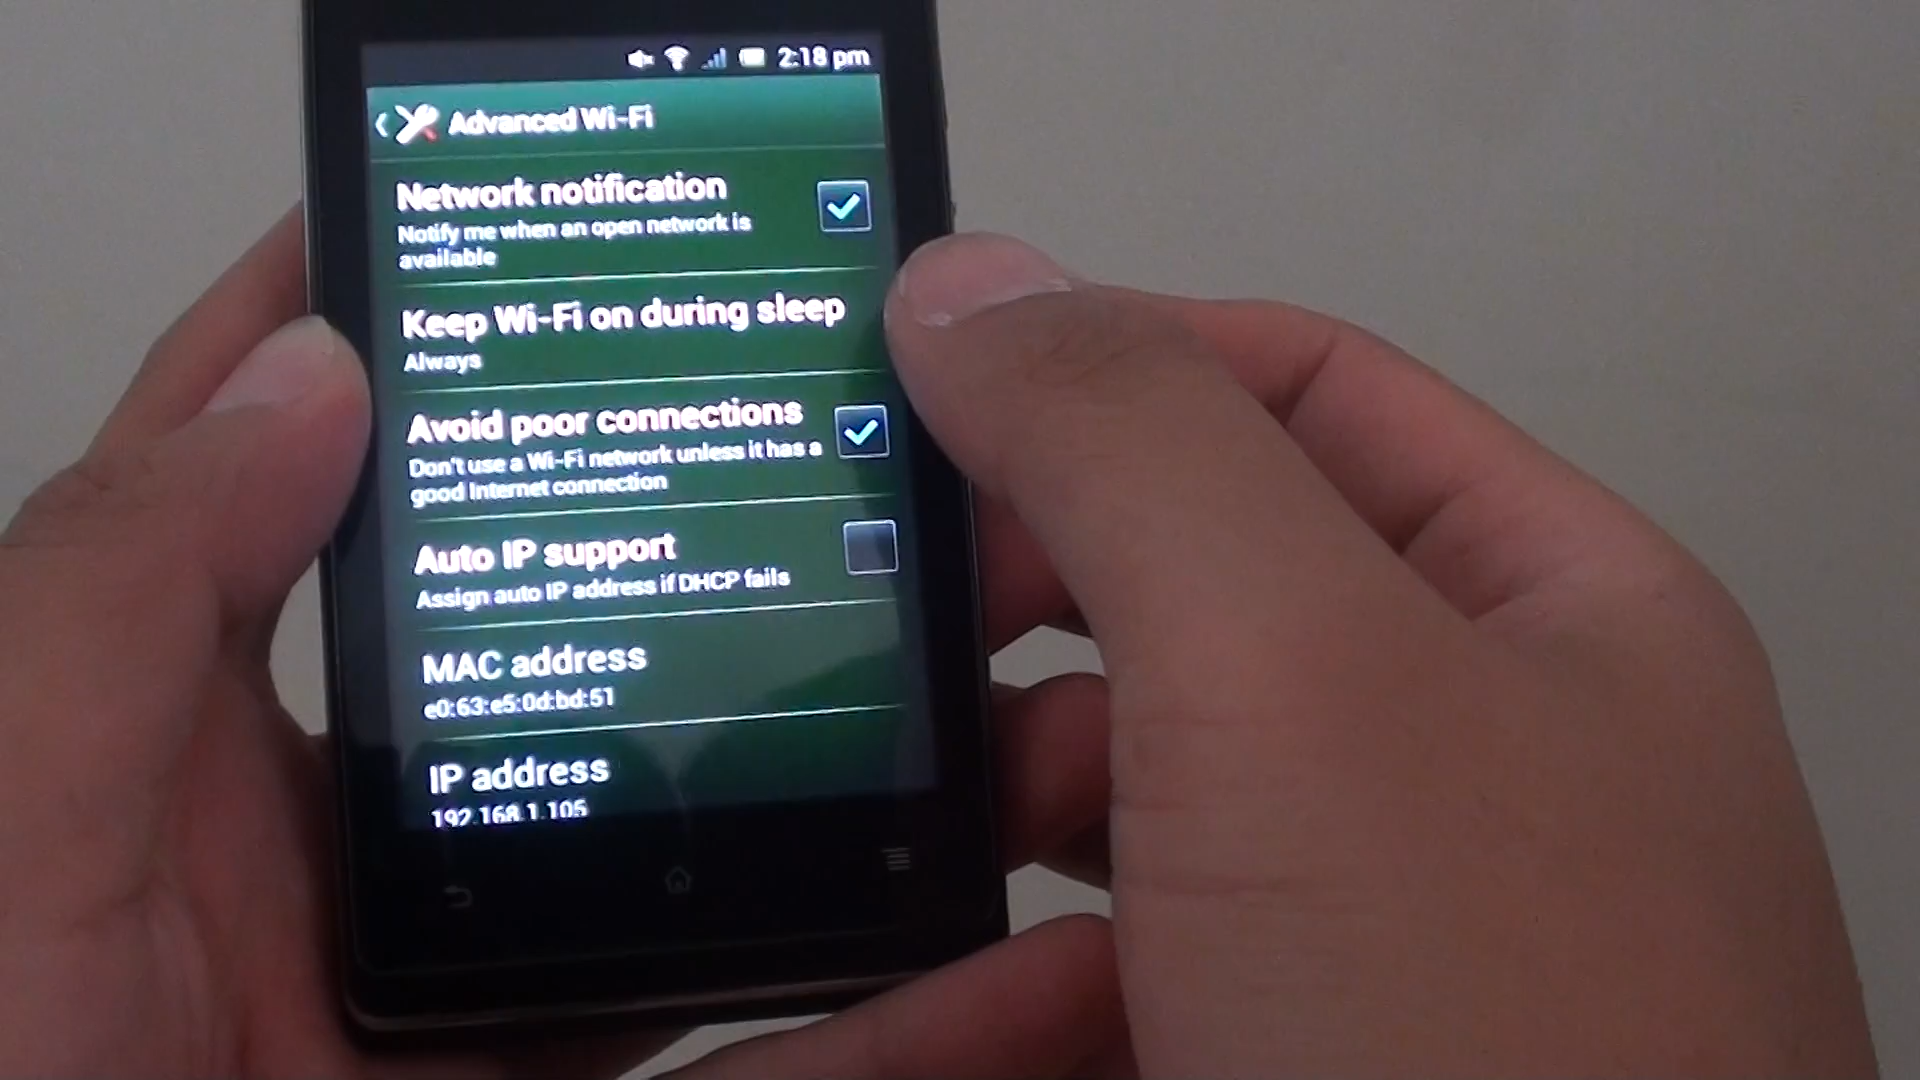 2:18 pm
Advanced Wi-Fi
Network notification
Notify me when an open network is
available
Keep Wi-Fi on during sleep
Always
Avoid poor connections
Don't use a Wi-Fi network unless it has a
good Internet connection
Auto IP support
Assign auto IP address if DHCP fails
MAC address
e0:63:e5:0d:bd:51
IP address
192.168.1.105